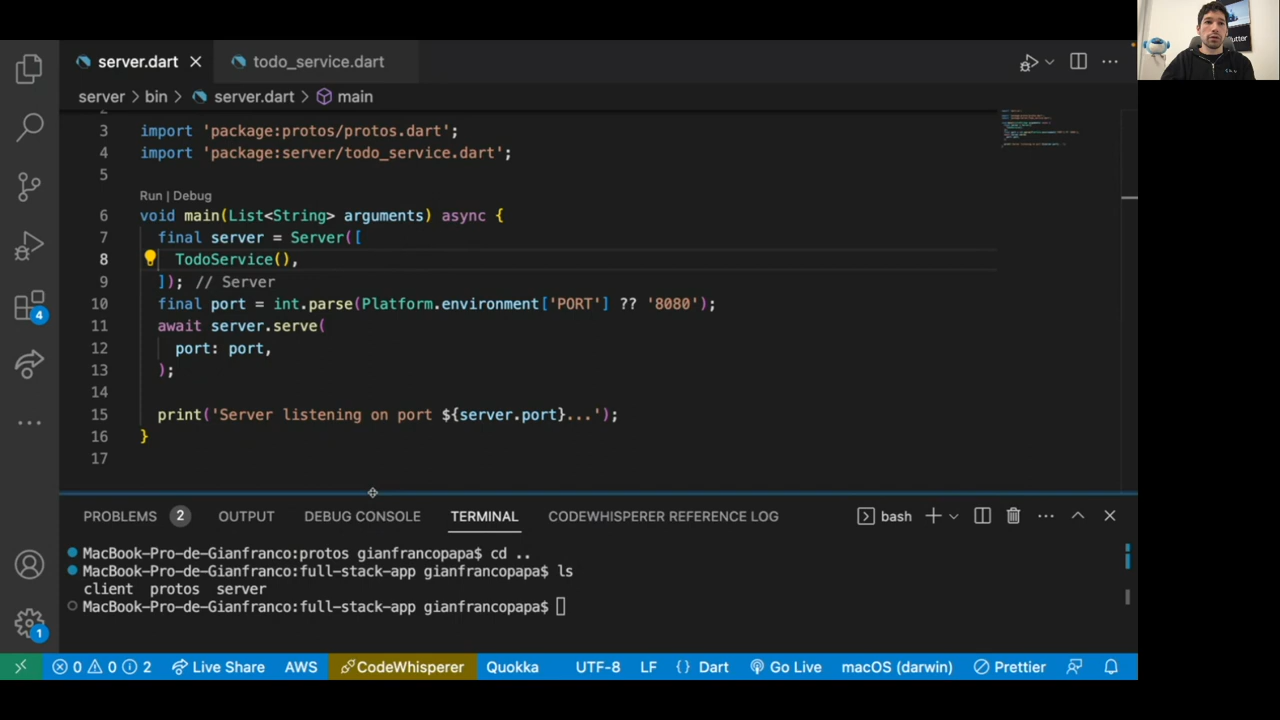 utter
server.dart
todo_service.dart
server > bin > server.dart > main
2
3 import 'package:protos/protos.dart';
4 import 'package:server/todo_service.dart';
5
Run | Debug
6 void main(List<String> arguments) async {
7 final server = Server([
8 TodoService(),
9 ]); // Server
10 final port = int.parse(Platform.environment['PORT'] ?? '8080');
11 await server.serve(
12 port: port,
13 );
14
15 print('Server listening on port ${server.port}...');
16 }
17
4
PROBLEMS 2 OUTPUT DEBUG CONSOLE TERMINAL CODEWHISPERER REFERENCE LOG bash
MacBook-Pro-de-Gianfranco:protos gianfrancopapa$ cd ..
MacBook-Pro-de-Gianfranco:full-stack-app gianfrancopapa$ ls
client protos server
MacBook-Pro-de-Gianfranco:full-stack-app gianfrancopapa$
1
0 0 2 Live Share AWS CodeWhisperer Quokka UTF-8 LF {} Dart Go Live macOS (darwin) Prettier